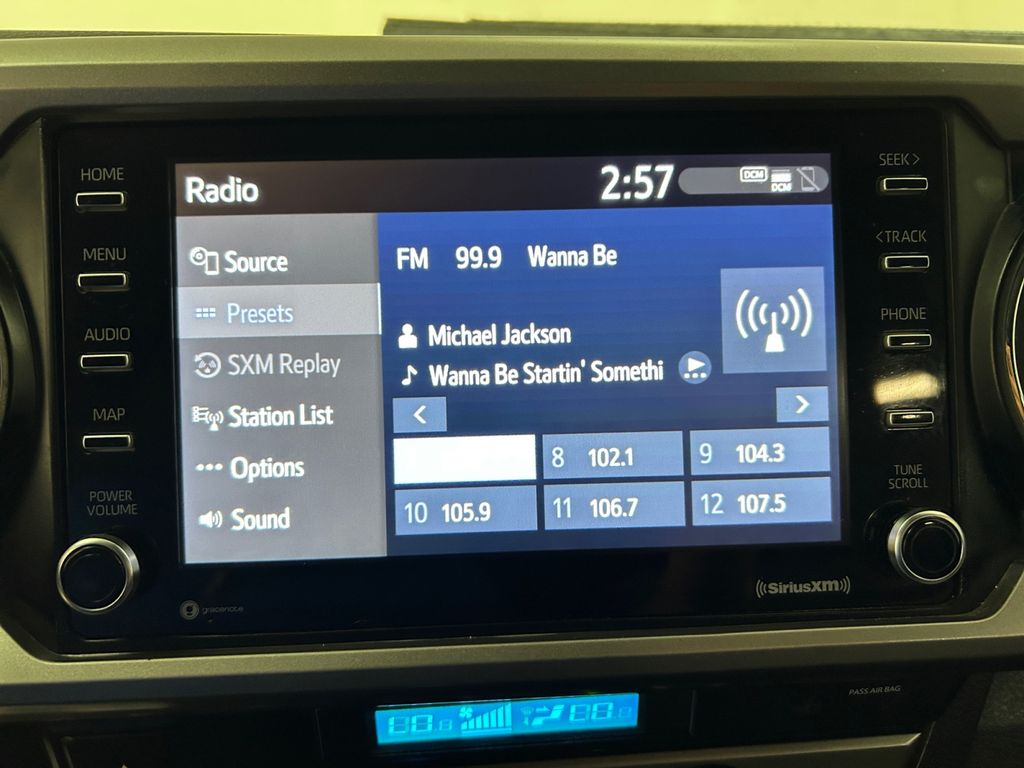 HOME
MENU
AUDIO
MAP
POWER
VOLUME
Radio
2:57
DCM
DCM
Source
Presets
SXM Replay
Station List
Options
Sound
FM 99.9 Wanna Be
Michael Jackson
Wanna Be Startin' Somethi
<
>
8 102.1
9 104.3
10 105.9
11 106.7
12 107.5
SEEK >
< TRACK
PHONE
TUNE
SCROLL
gracenote
((SiriusXM))
PASS AIR BAG